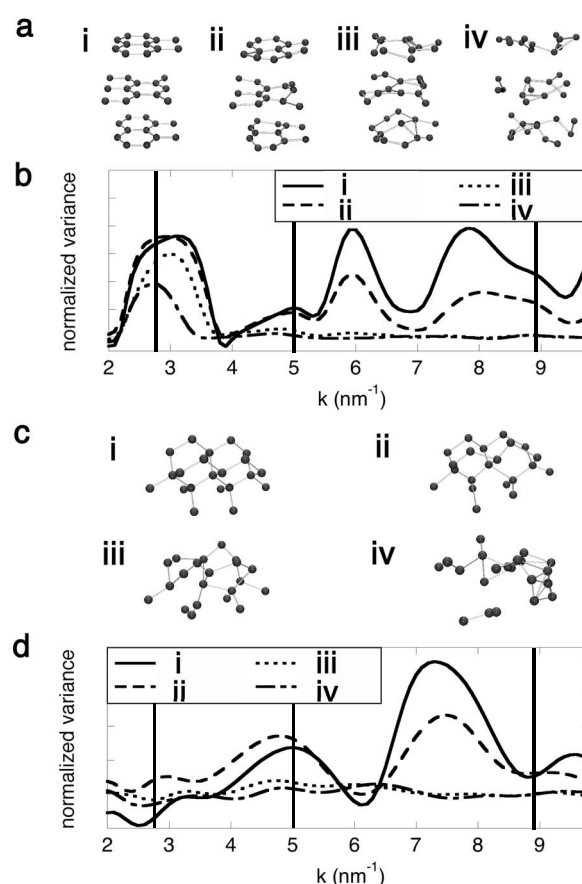 a
i ii iii iv
b
i iii
ii iv
normalized variance
2 3 4 5 6 7 8 9
k (nm⁻¹)
c
i ii
iii iv
d
i iii
ii iv
normalized variance
2 3 4 5 6 7 8 9
k (nm⁻¹)